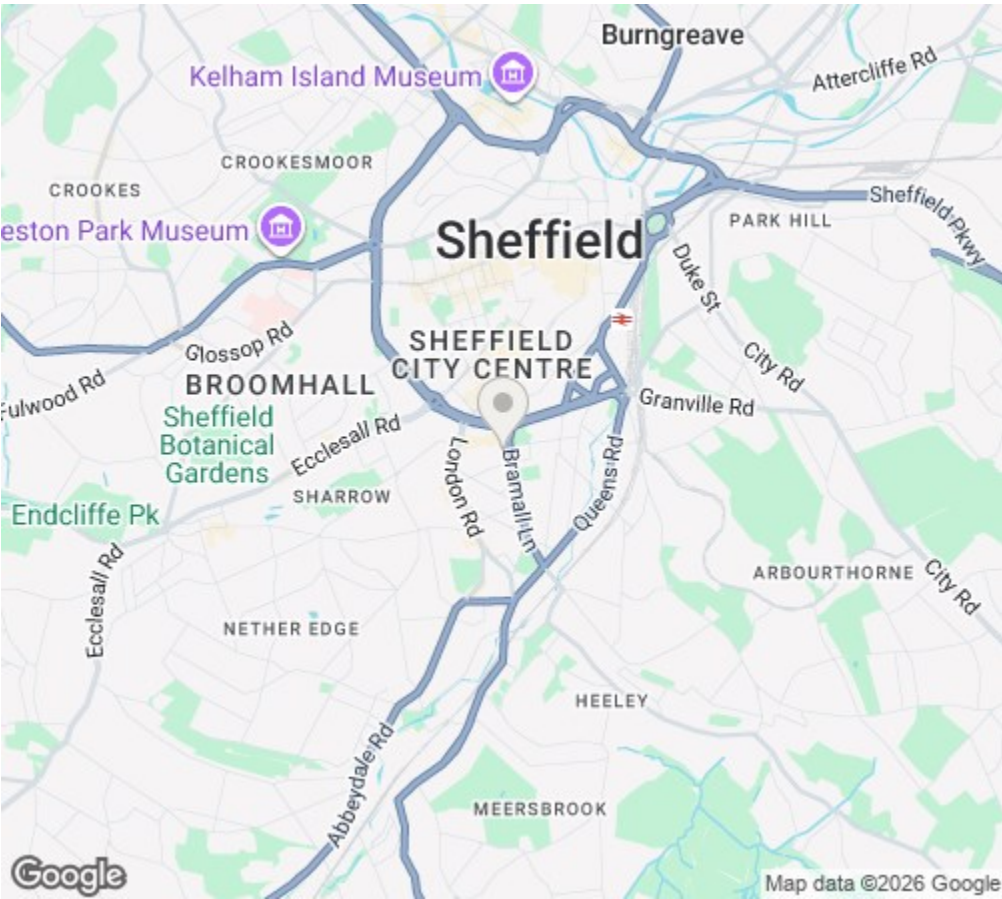 Burngreave
Kelham Island Museum
Attercliffe Rd
CROOKESMOOR
CROOKES
Sheffield Pkwy
eston Park Museum
PARK HILL
Sheffield
Duke St
SHEFFIELD
CITY CENTRE
Glossop Rd
City Rd
BROOMHALL
Fulwood Rd
Granville Rd
Sheffield
Botanical
Gardens
Ecclesall Rd
London Rd
Bramall Ln
Queens Rd
SHARROW
Endcliffe Pk
Ecclesall Rd
ARBOURTHORNE
City Rd
NETHER EDGE
HEELEY
Abbeydale Rd
MEERSBROOK
Google
Map data ©2026 Google